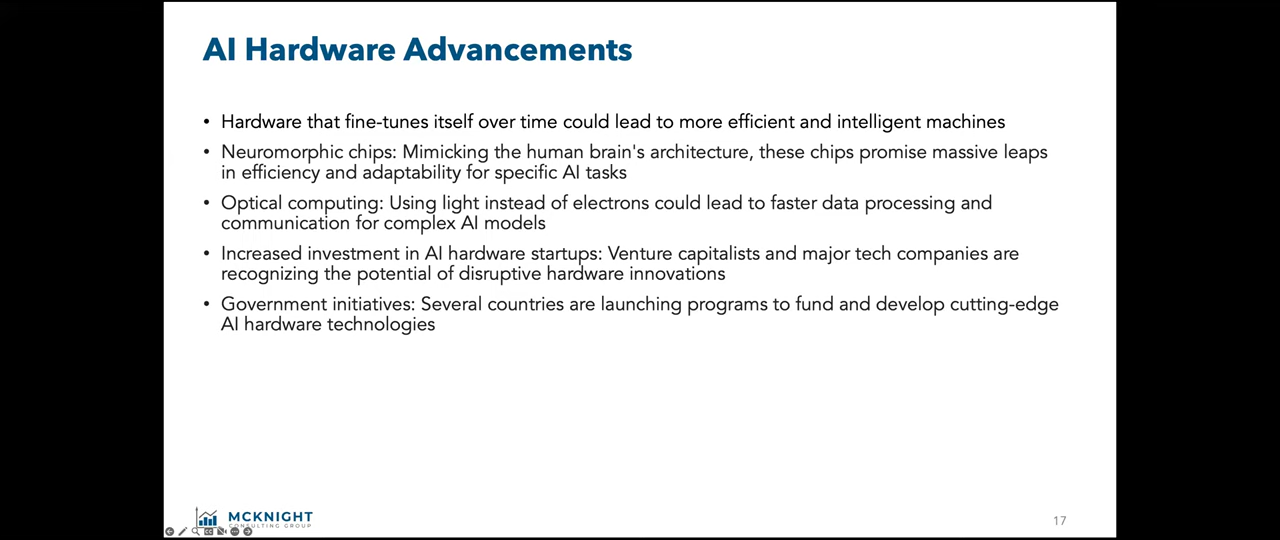 AI Hardware Advancements
• Hardware that fine-tunes itself over time could lead to more efficient and intelligent machines
• Neuromorphic chips: Mimicking the human brain's architecture, these chips promise massive leaps
in efficiency and adaptability for specific AI tasks
• Optical computing: Using light instead of electrons could lead to faster data processing and
communication for complex AI models
• Increased investment in AI hardware startups: Venture capitalists and major tech companies are
recognizing the potential of disruptive hardware innovations
• Government initiatives: Several countries are launching programs to fund and develop cutting-edge
AI hardware technologies
MCKNIGHT
CONSULTING GROUP
17